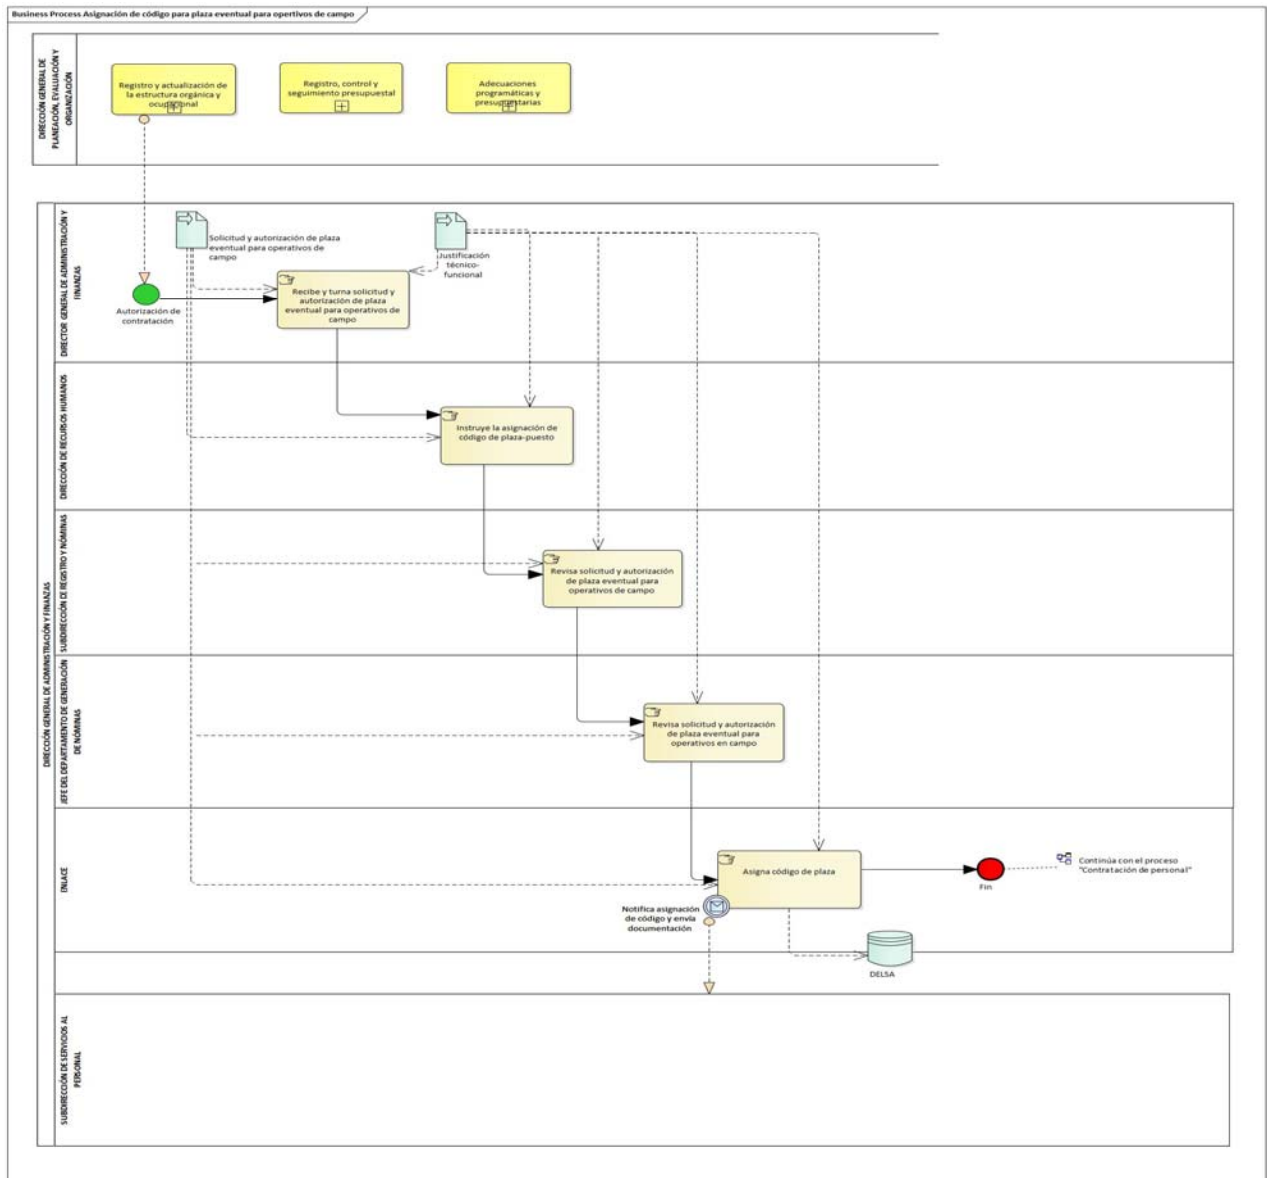 Business Process Asignación de código para plaza eventual para opertivos de campo
DIRECCIÓN GENERAL DE
PLANEACIÓN, EVALUACIÓN Y
ORGANIZACIÓN
Registro y actualización de
la estructura orgánica y
ocupacional
Registro, control y
seguimiento presupuestal
Adecuaciones
programáticas y
presupuestarias
DIRECCIÓN GENERAL DE ADMINISTRACIÓN Y FINANZAS
DIRECTOR GENERAL DE ADMINISTRACIÓN Y
FINANZAS
Solicitud y autorización de plaza
eventual para operativos de
campo
Justificación
técnico-
funcional
Autorización de
contratación
Recibe y turna solicitud y
autorización de plaza
eventual para operativos de
campo
DIRECCIÓN DE RECURSOS HUMANOS
Instruye la asignación de
código de plaza-puesto
SUBDIRECCIÓN DE REGISTRO Y NÓMINAS
Revisa solicitud y autorización
de plaza eventual para
operativos de campo
JEFE DEL DEPARTAMENTO DE GENERACIÓN
DE NÓMINAS
Revisa solicitud y autorización
de plaza eventual para
operativos en campo
ENLACE
Asigna código de plaza
Fin
Continúa con el proceso
"Contratación de personal"
Notifica asignación
de código y envía
documentación
DELSA
SUBDIRECCIÓN DE SERVICIOS AL
PERSONAL